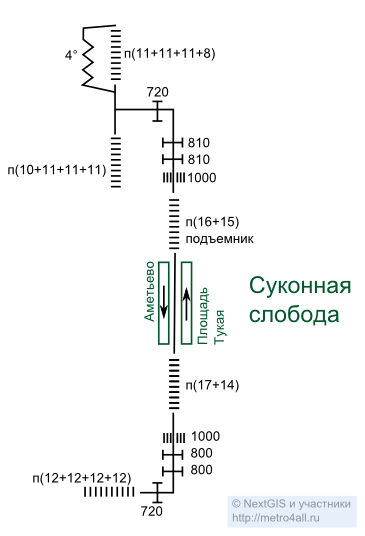 п(11+11+11+8)
4°
720
810
810
1000
п(10+11+11+11)
п(16+15)
подъемник
Аметьево
Площадь
Тукая
Суконная
слобода
п(17+14)
1000
800
800
п(12+12+12+12)
720
© NextGIS и участники
http://metro4all.ru